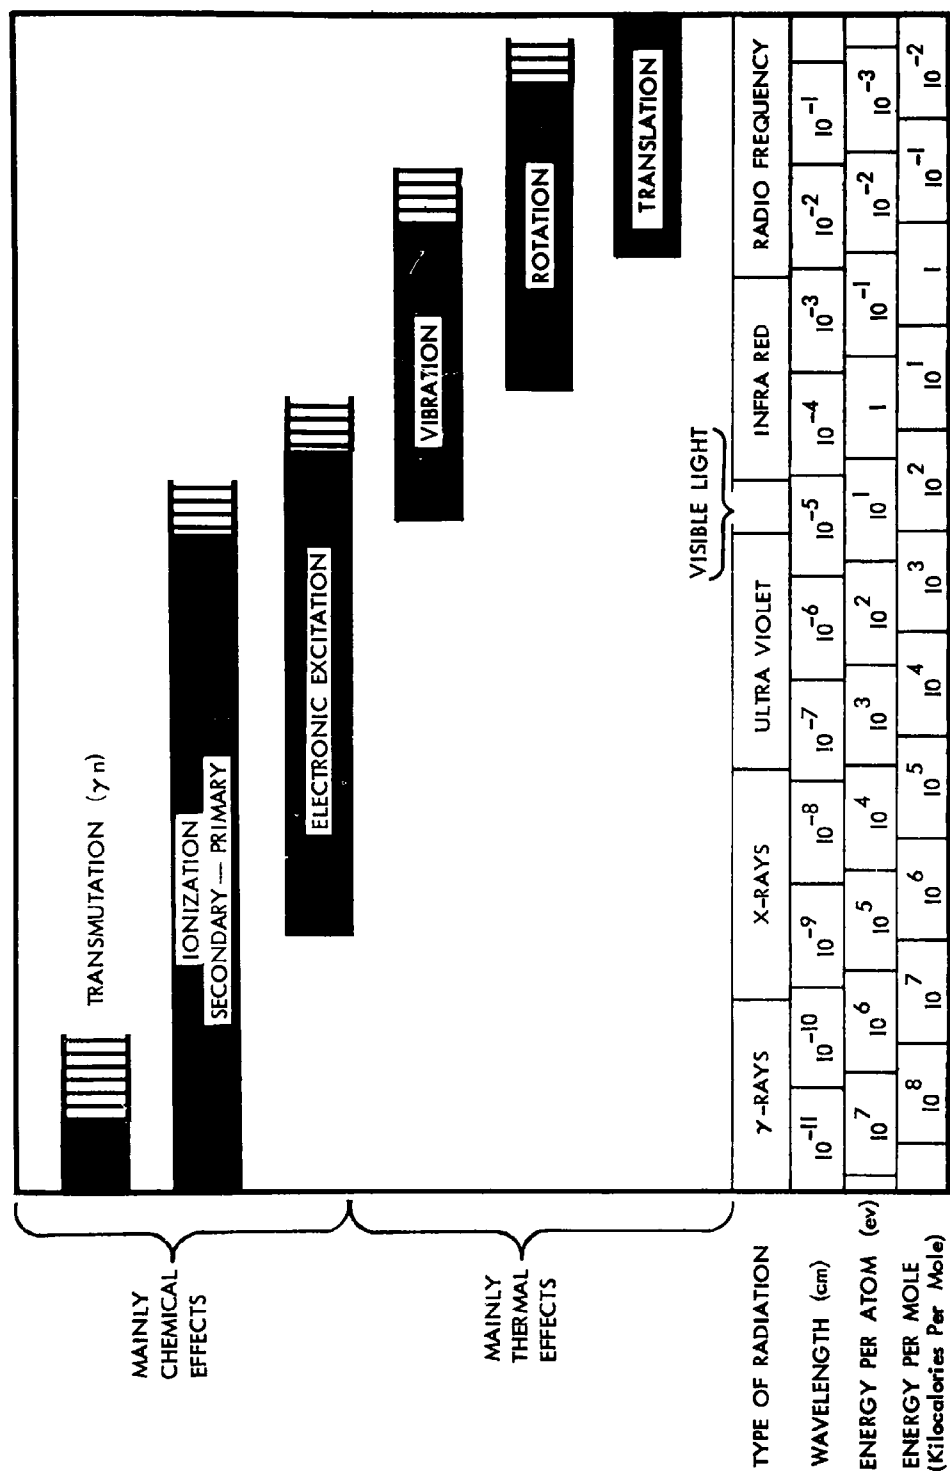 MAINLY
CHEMICAL
EFFECTS
TRANSMUTATION (γn)
IONIZATION
SECONDARY — PRIMARY
ELECTRONIC EXCITATION
MAINLY
THERMAL
EFFECTS
VIBRATION
ROTATION
TRANSLATION
VISIBLE LIGHT
TYPE OF RADIATION γ-RAYS X-RAYS ULTRA VIOLET INFRA RED RADIO FREQUENCY
WAVELENGTH (cm) 10⁻¹¹ 10⁻¹⁰ 10⁻⁹ 10⁻⁸ 10⁻⁷ 10⁻⁶ 10⁻⁵ 10⁻⁴ 10⁻³ 10⁻² 10⁻¹
ENERGY PER ATOM (ev) 10⁷ 10⁶ 10⁵ 10⁴ 10³ 10² 10¹ 1 10⁻¹ 10⁻² 10⁻³
ENERGY PER MOLE 10⁸ 10⁷ 10⁶ 10⁵ 10⁴ 10³ 10² 10¹ 1 10⁻¹ 10⁻²
(Kilocalories Per Mole)